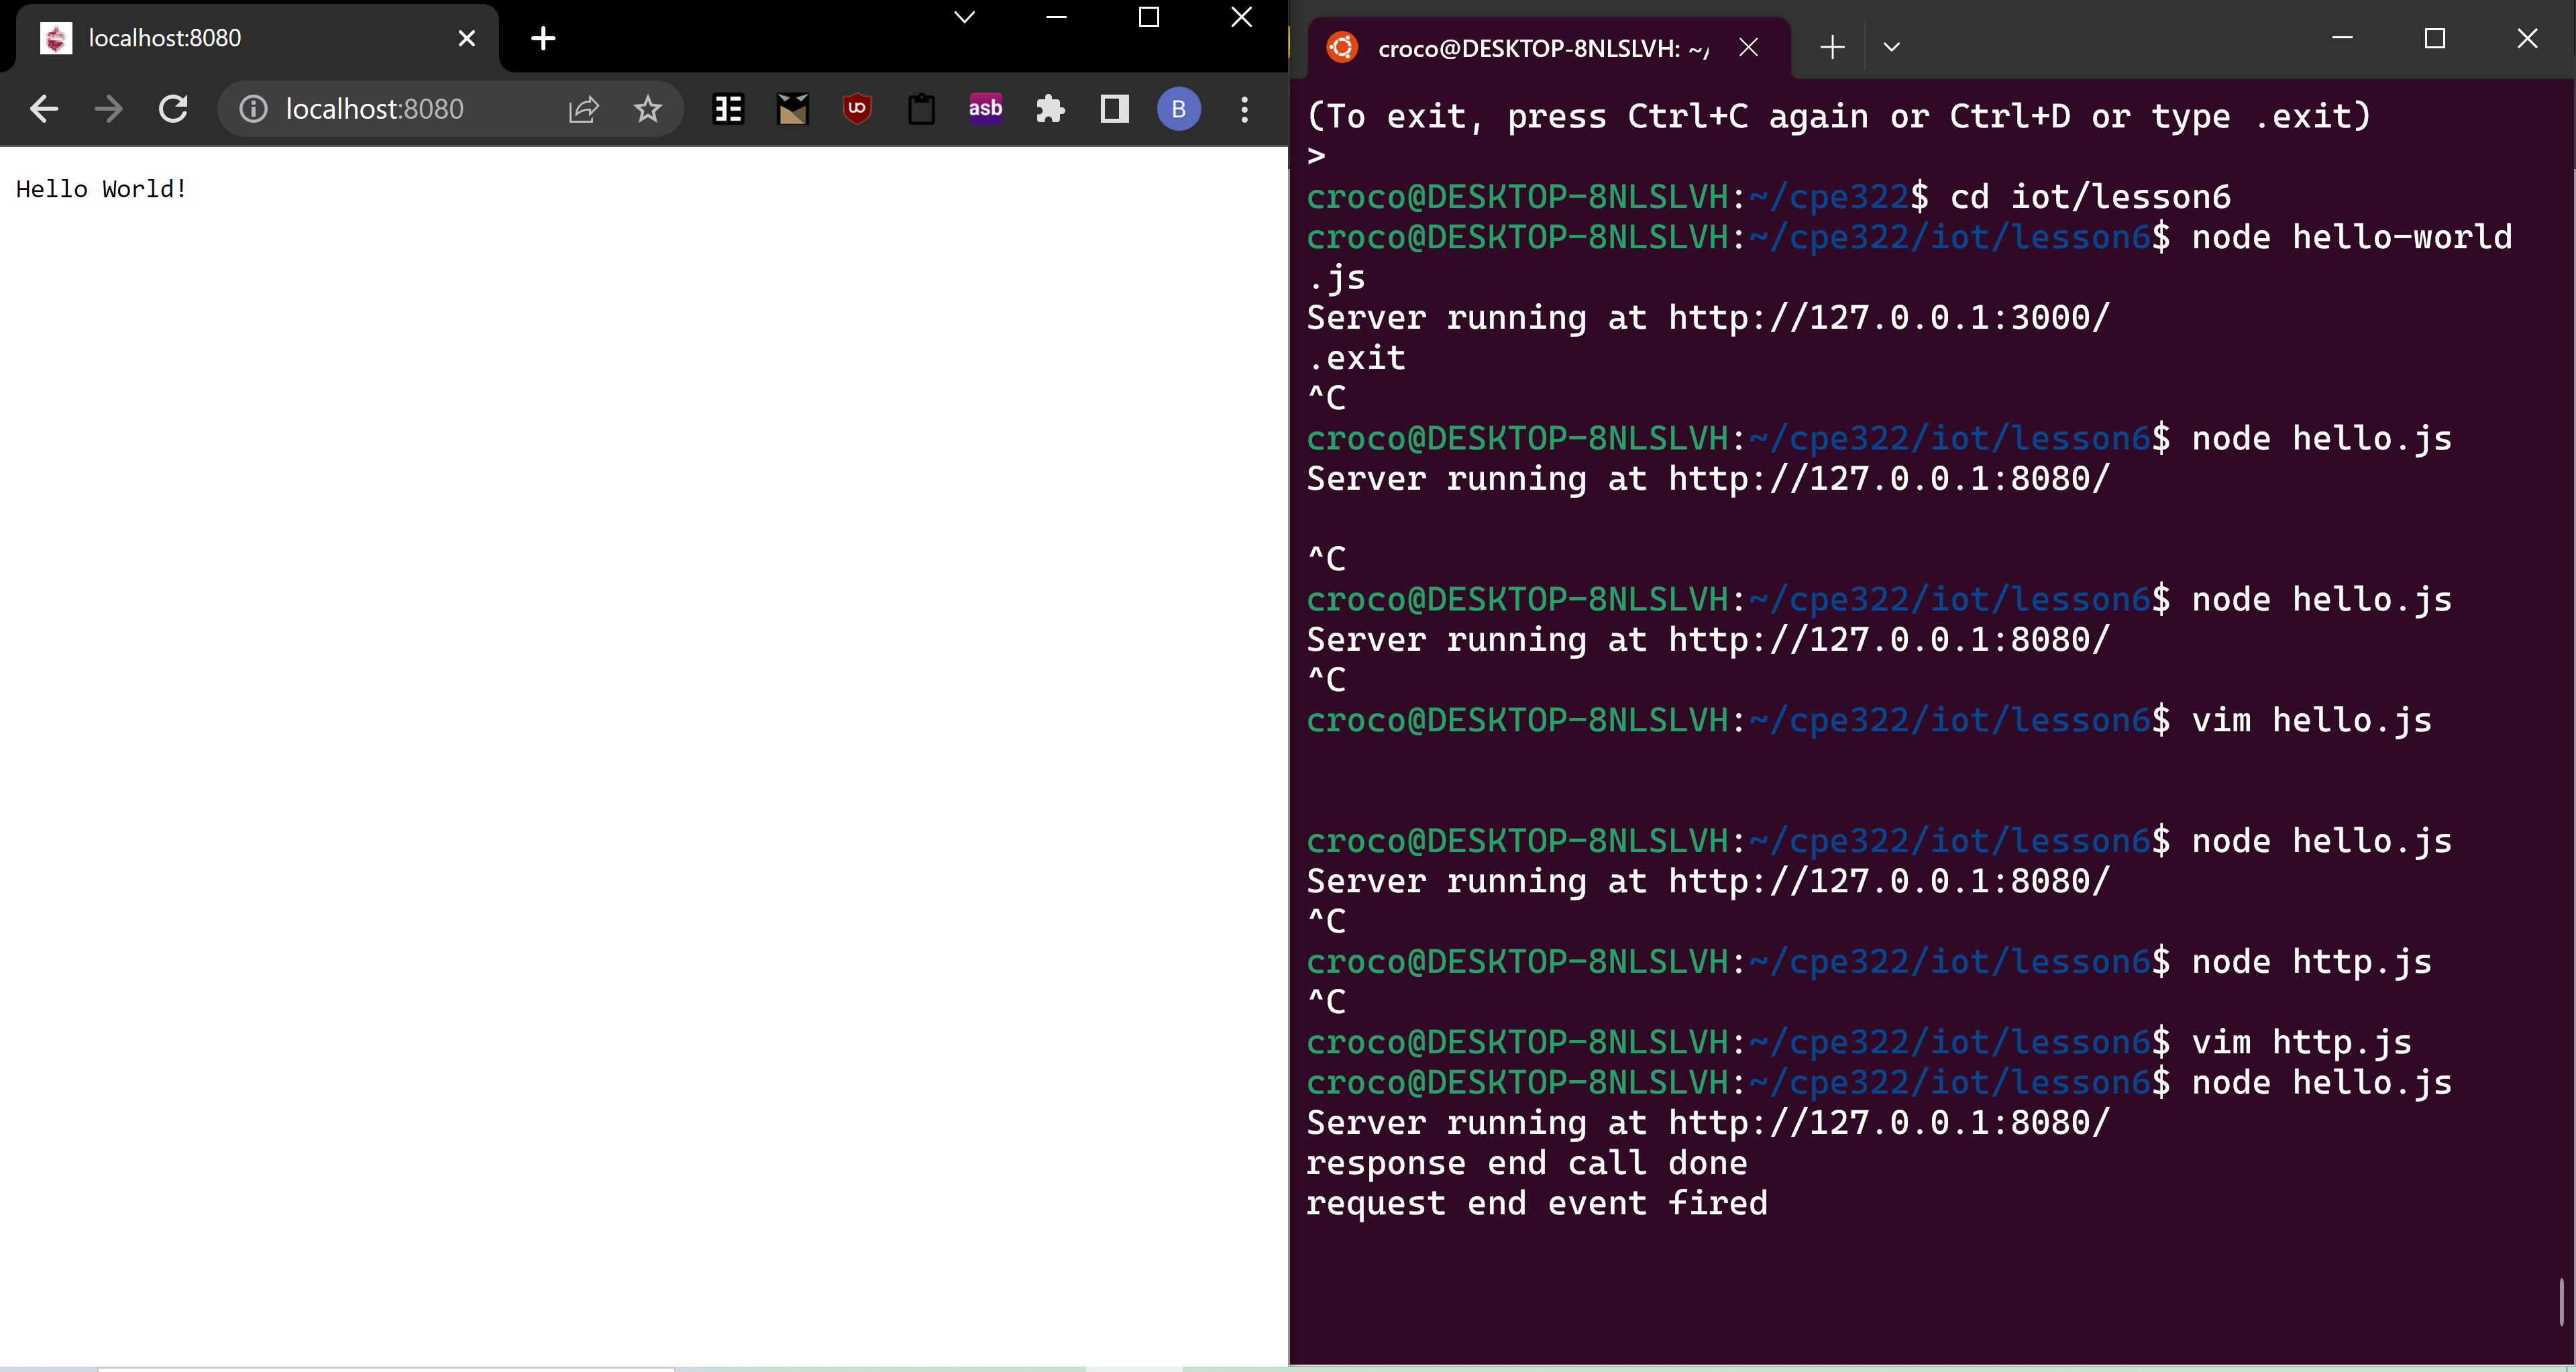 localhost:8080
localhost:8080
asb
B
Hello World!
croco@DESKTOP-8NLSLVH: ~/
(To exit, press Ctrl+C again or Ctrl+D or type .exit)
>
croco@DESKTOP-8NLSLVH:~/cpe322$ cd iot/lesson6
croco@DESKTOP-8NLSLVH:~/cpe322/iot/lesson6$ node hello-world
.js
Server running at http://127.0.0.1:3000/
.exit
^C
croco@DESKTOP-8NLSLVH:~/cpe322/iot/lesson6$ node hello.js
Server running at http://127.0.0.1:8080/
^C
croco@DESKTOP-8NLSLVH:~/cpe322/iot/lesson6$ node hello.js
Server running at http://127.0.0.1:8080/
^C
croco@DESKTOP-8NLSLVH:~/cpe322/iot/lesson6$ vim hello.js
croco@DESKTOP-8NLSLVH:~/cpe322/iot/lesson6$ node hello.js
Server running at http://127.0.0.1:8080/
^C
croco@DESKTOP-8NLSLVH:~/cpe322/iot/lesson6$ node http.js
^C
croco@DESKTOP-8NLSLVH:~/cpe322/iot/lesson6$ vim http.js
croco@DESKTOP-8NLSLVH:~/cpe322/iot/lesson6$ node hello.js
Server running at http://127.0.0.1:8080/
response end call done
request end event fired